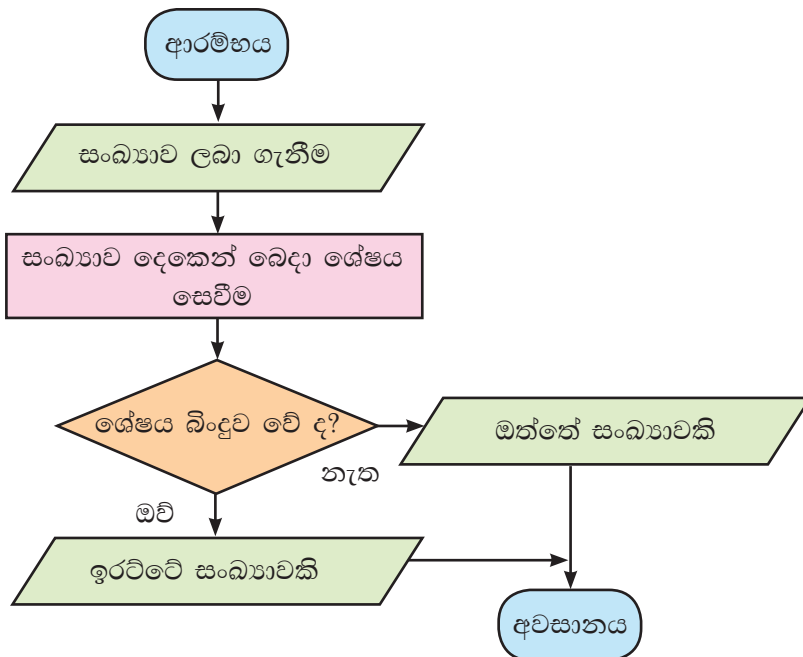 ආරම්භය
සංඛ්‍යාව ලබා ගැනීම
සංඛ්‍යාව දෙකෙන් බෙදා ශේෂය
සෙවීම
ශේෂය බිංදුව වේ ද?
ඔත්තේ සංඛ්‍යාවකි
නැත
ඔව්
ඉරට්ටේ සංඛ්‍යාවකි
අවසානය